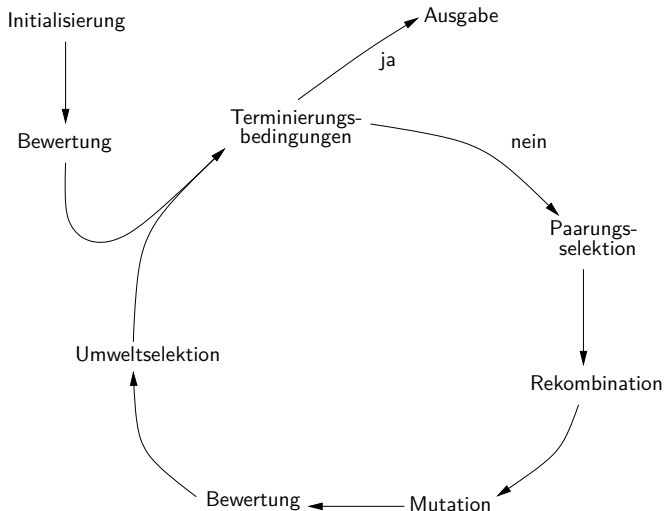 Initialisierung
Ausgabe
ja
Terminierungs-
bedingungen
Bewertung
nein
Paarungs-
selektion
Umweltselektion
Rekombination
Bewertung
Mutation